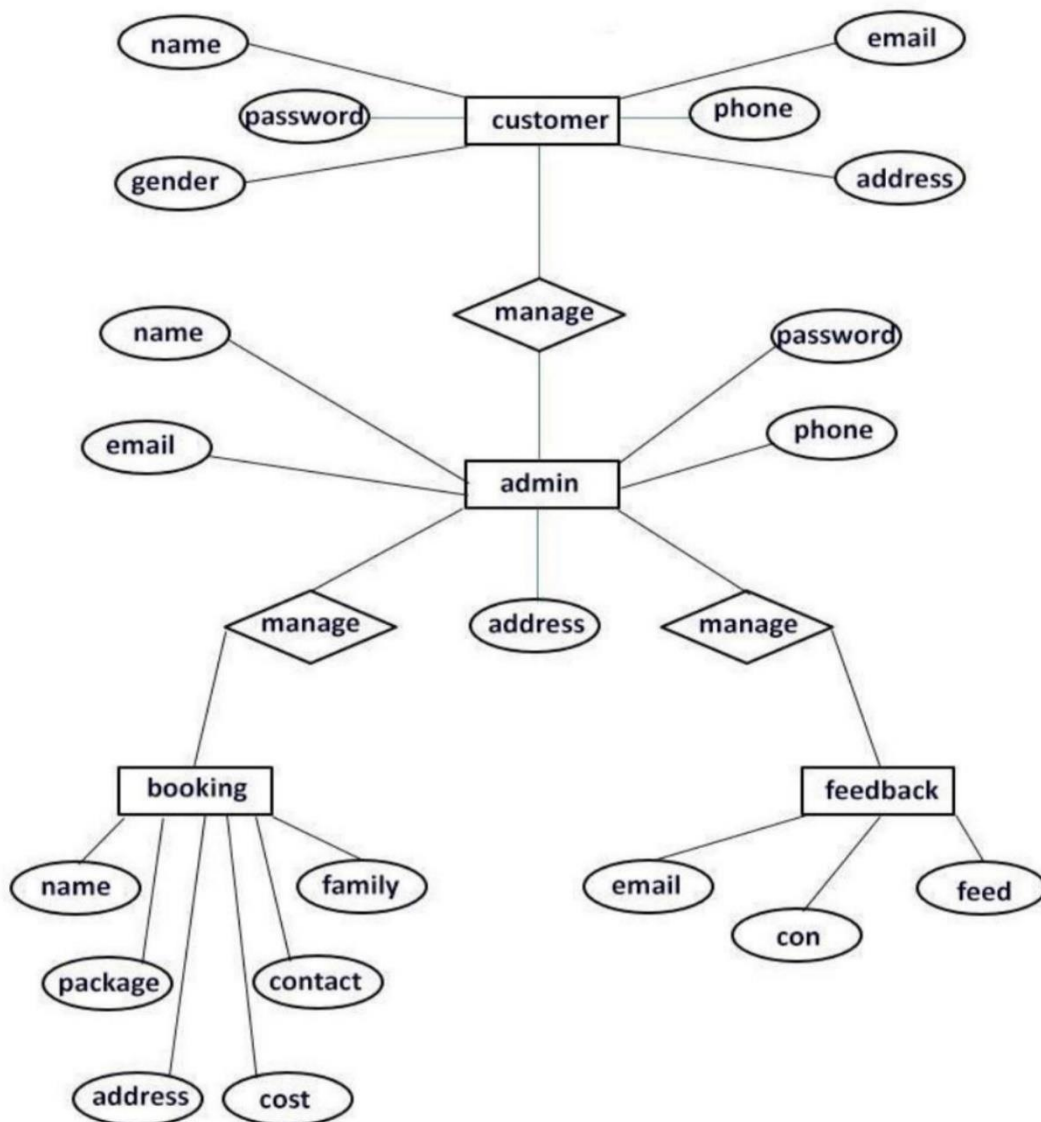 name
email
password
customer
phone
gender
address
manage
name
password
email
phone
admin
manage
address
manage
booking
feedback
name
family
email
feed
con
package
contact
address
cost